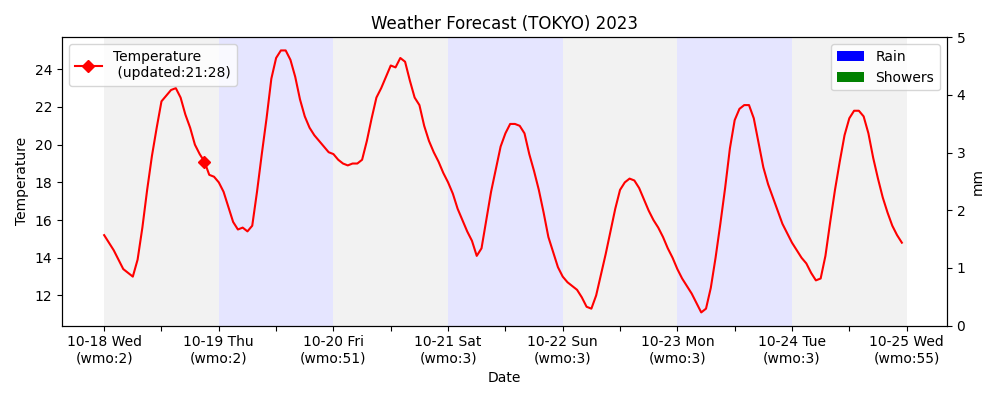 Weather Forecast (TOKYO) 2023
Temperature
(updated:21:28)
Rain
Showers
Temperature
24
22
20
18
16
14
12
5
4
3
2
1
0
mm
10-18 Wed
(wmo:2)
10-19 Thu
(wmo:2)
10-20 Fri
(wmo:51)
10-21 Sat
(wmo:3)
10-22 Sun
(wmo:3)
10-23 Mon
(wmo:3)
10-24 Tue
(wmo:3)
10-25 Wed
(wmo:55)
Date